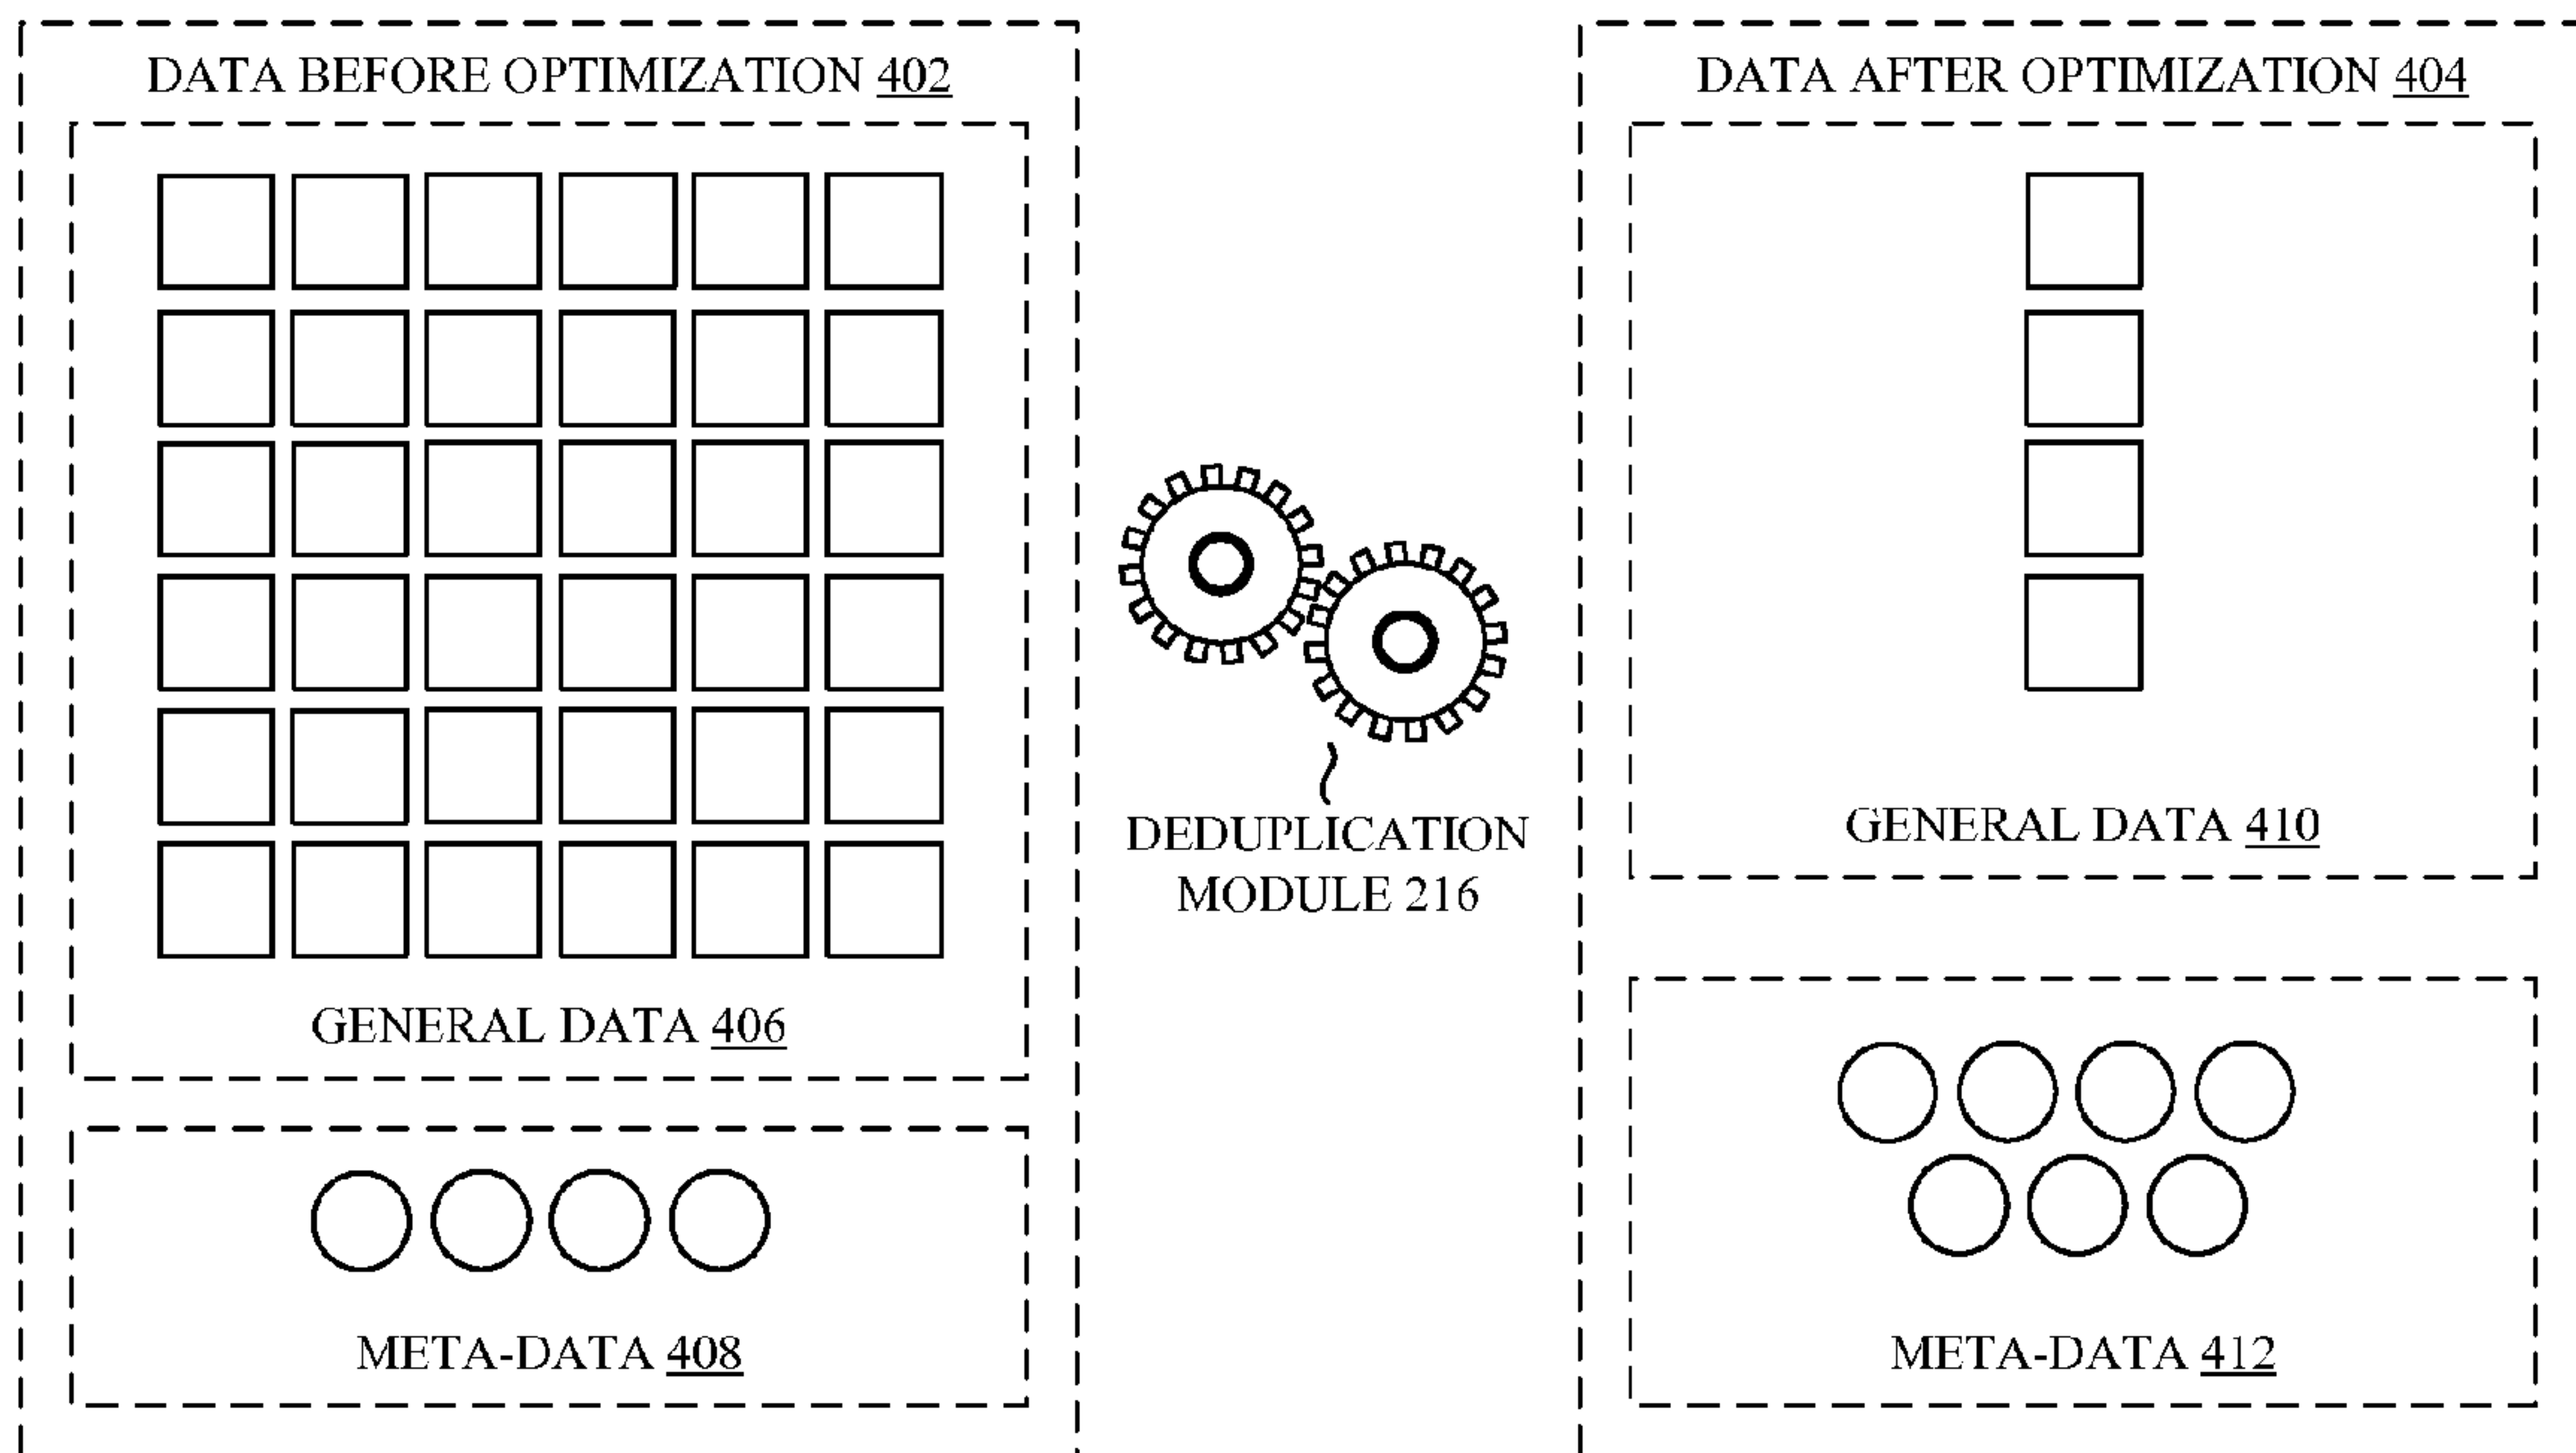 DATA BEFORE OPTIMIZATION 402
GENERAL DATA 406
META-DATA 408
DEDUPLICATION
MODULE 216
DATA AFTER OPTIMIZATION 404
GENERAL DATA 410
META-DATA 412